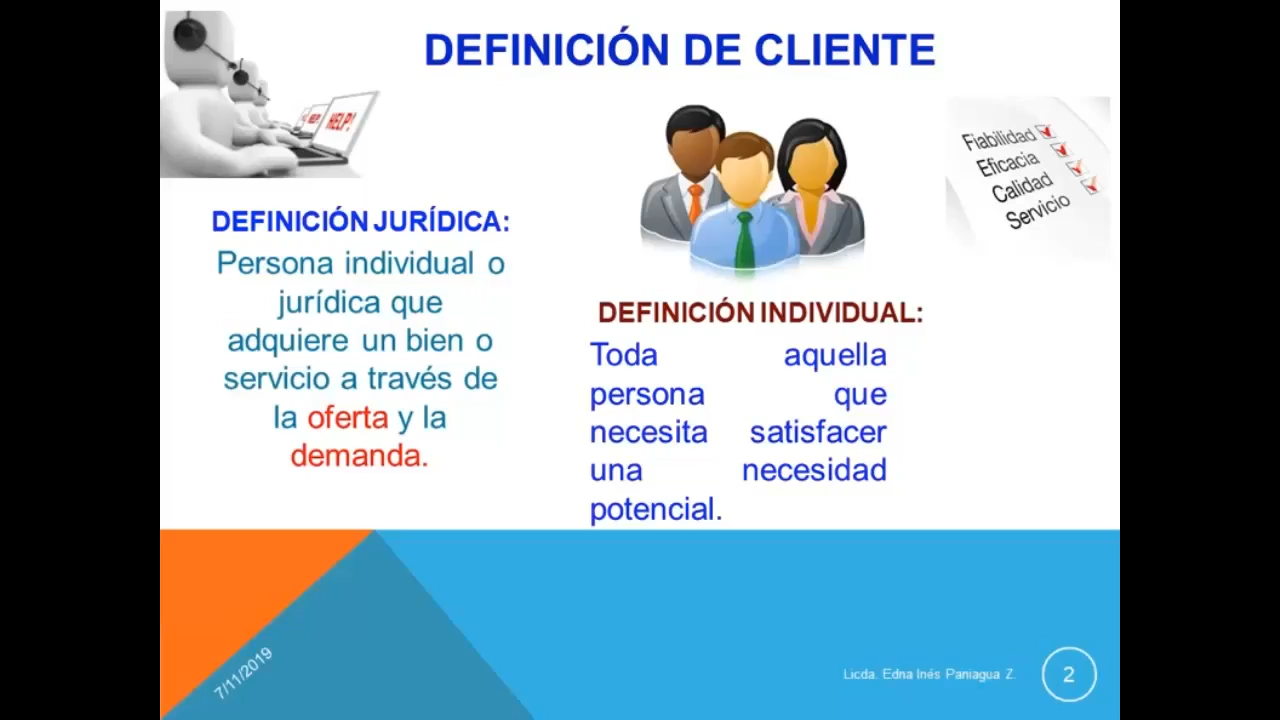 DEFINICIÓN DE CLIENTE
HELP!
HELP!
Fiabilidad
Eficacia
Calidad
Servicio
DEFINICIÓN JURÍDICA:
Persona individual o
jurídica que
adquiere un bien o
servicio a través de
la oferta y la
demanda.
DEFINICIÓN INDIVIDUAL:
Toda aquella
persona que
necesita satisfacer
una necesidad
potencial.
7/11/2019
Licda. Edna Inés Paniagua Z.
2